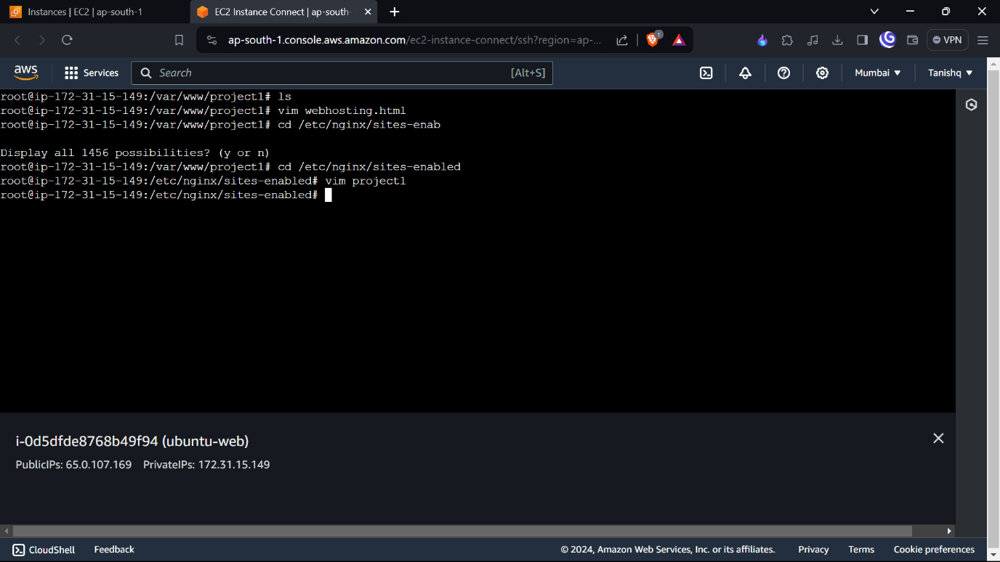 Instances | EC2 | ap-south-1
EC2 Instance Connect | ap-south-
ap-south-1.console.aws.amazon.com/ec2-instance-connect/ssh?region=ap-...
1
VPN
aws
Services
Search
[Alt+S]
Mumbai
Tanishq
root@ip-172-31-15-149:/var/www/project1# ls
root@ip-172-31-15-149:/var/www/project1# vim webhosting.html
root@ip-172-31-15-149:/var/www/project1# cd /etc/nginx/sites-enab
Display all 1456 possibilities? (y or n)
root@ip-172-31-15-149:/var/www/project1# cd /etc/nginx/sites-enabled
root@ip-172-31-15-149:/etc/nginx/sites-enabled# vim project1
root@ip-172-31-15-149:/etc/nginx/sites-enabled#
i-0d5dfde8768b49f94 (ubuntu-web)
PublicIPs: 65.0.107.169 PrivateIPs: 172.31.15.149
CloudShell
Feedback
© 2024, Amazon Web Services, Inc. or its affiliates.
Privacy
Terms
Cookie preferences